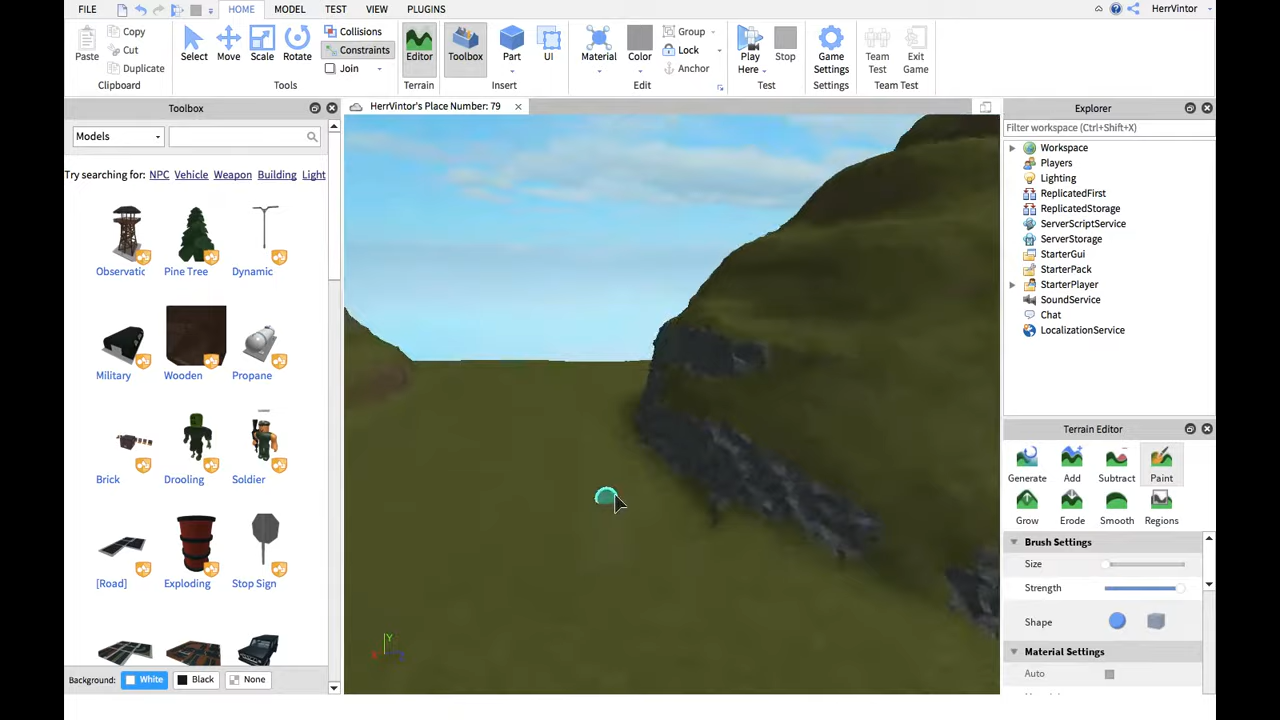 FILE HOME MODEL TEST VIEW PLUGINS HerrVintor
Paste Copy Cut Duplicate Clipboard
Select Move Scale Rotate Collisions Constraints Join Tools
Editor Terrain
Toolbox Part UI Insert
Material Color Group Lock Anchor Edit
Play Here Stop Test
Game Settings Settings
Team Test Exit Game Team Test
Toolbox
Models
Try searching for: NPC Vehicle Weapon Building Light
Observatic Pine Tree Dynamic
Military Wooden Propane
Brick Drooling Soldier
[Road] Exploding Stop Sign
Background: White Black None
HerrVintor's Place Number: 79
Y
Explorer
Filter workspace (Ctrl+Shift+X)
Workspace
Players
Lighting
ReplicatedFirst
ReplicatedStorage
ServerScriptService
ServerStorage
StarterGui
StarterPack
StarterPlayer
SoundService
Chat
LocalizationService
Terrain Editor
Generate Add Subtract Paint
Grow Erode Smooth Regions
Brush Settings
Size
Strength
Shape
Material Settings
Auto